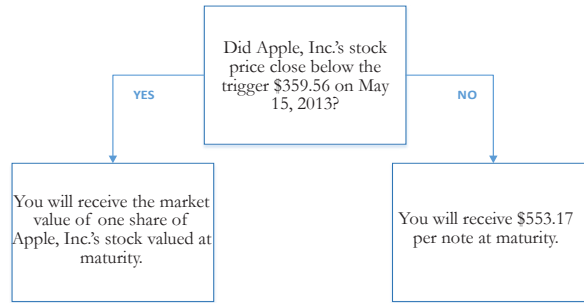 Did Apple, Inc.'s stock
price close below the
trigger $359.56 on May
15, 2013?
YES
NO
You will receive the market
value of one share of
Apple, Inc.'s stock valued at
maturity.
You will receive $553.17
per note at maturity.